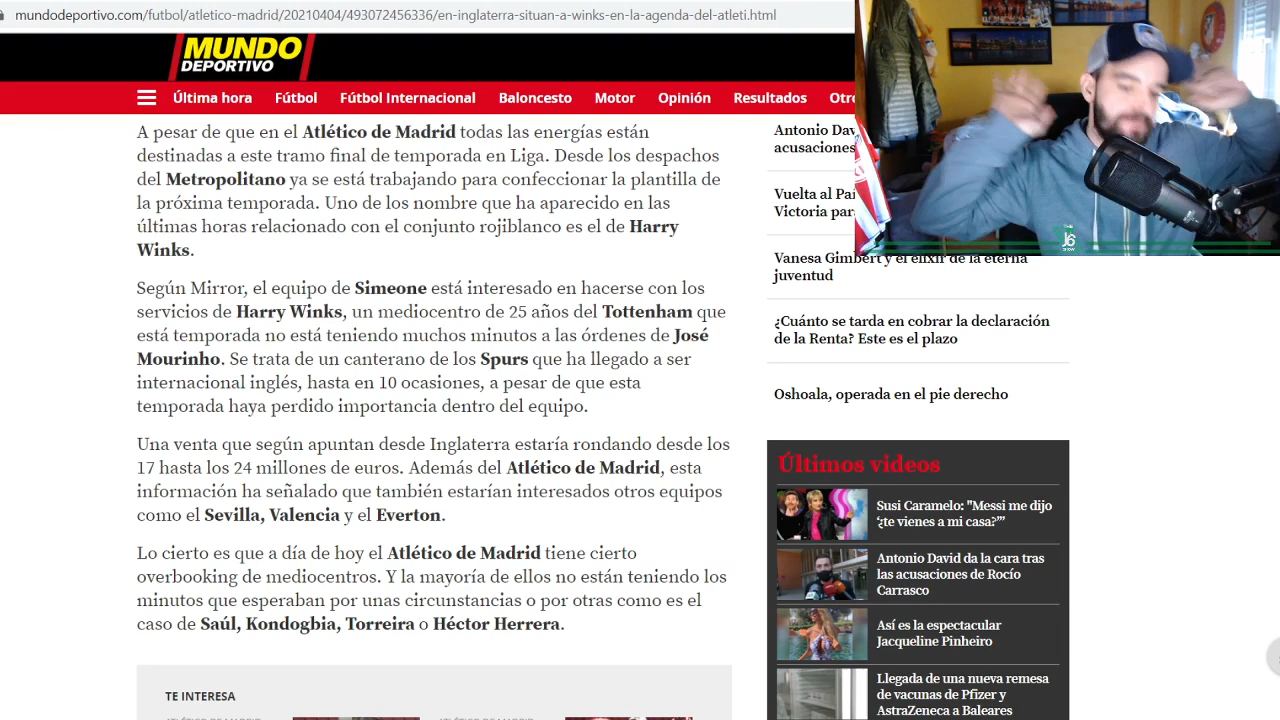 mundodeportivo.com/futbol/atletico-madrid/20210404/493072456336/en-inglaterra-situan-a-winks-en-la-agenda-del-atleti.html
MUNDO
DEPORTIVO
Última hora Fútbol Fútbol Internacional Baloncesto Motor Opinión Resultados
A pesar de que en el Atlético de Madrid todas las energías están
destinadas a este tramo final de temporada en Liga. Desde los despachos
del Metropolitano ya se está trabajando para confeccionar la plantilla de
la próxima temporada. Uno de los nombre que ha aparecido en las
últimas horas relacionado con el conjunto rojiblanco es el de Harry
Winks.
Según Mirror, el equipo de Simeone está interesado en hacerse con los
servicios de Harry Winks, un mediocentro de 25 años del Tottenham que
está temporada no está teniendo muchos minutos a las órdenes de José
Mourinho. Se trata de un canterano de los Spurs que ha llegado a ser
internacional inglés, hasta en 10 ocasiones, a pesar de que esta
temporada haya perdido importancia dentro del equipo.
Una venta que según apuntan desde Inglaterra estaría rondando desde los
17 hasta los 24 millones de euros. Además del Atlético de Madrid, esta
información ha señalado que también estarían interesados otros equipos
como el Sevilla, Valencia y el Everton.
Lo cierto es que a día de hoy el Atlético de Madrid tiene cierto
overbooking de mediocentros. Y la mayoría de ellos no están teniendo los
minutos que esperaban por unas circunstancias o por otras como es el
caso de Saúl, Kondogbia, Torreira o Héctor Herrera.
TE INTERESA
Antonio
acusaciones
Vuelta al
Victoria
Vanesa Gimbert y el elixir de la eterna
juventud
¿Cuánto se tarda en cobrar la declaración
de la Renta? Este es el plazo
Oshoala, operada en el pie derecho
Últimos videos
Susi Caramelo: "Messi me dijo
‘¿te vienes a mi casa?’”
Antonio David da la cara tras
las acusaciones de Rocío
Carrasco
Así es la espectacular
Jacqueline Pinheiro
Llegada de una nueva remesa
de vacunas de Pfizer y
AstraZeneca a Baleares
J6